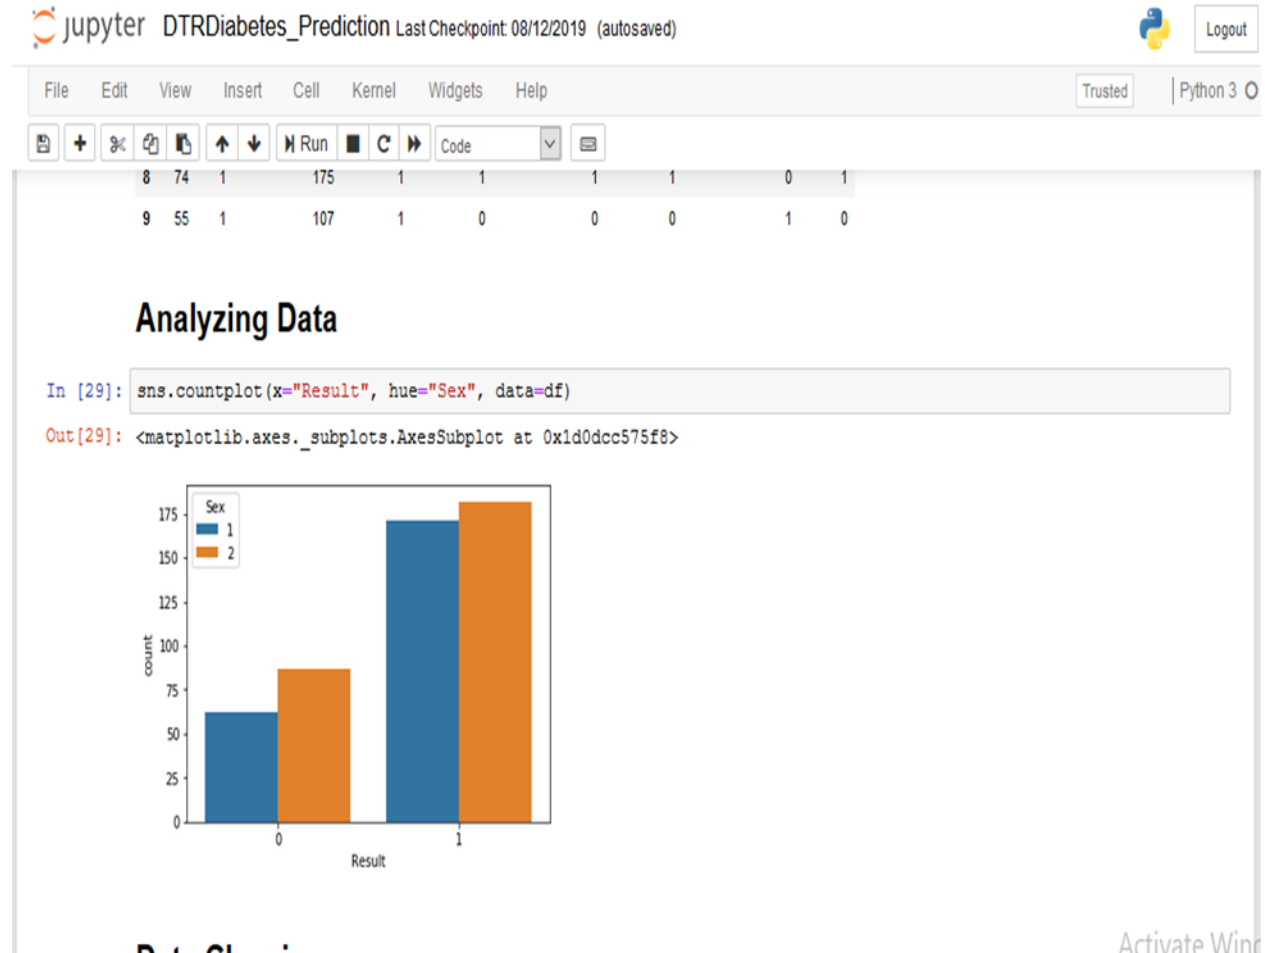 jupyter DTRDiabetes_Prediction Last Checkpoint: 08/12/2019 (autosaved) Logout
File Edit View Insert Cell Kernel Widgets Help Trusted Python 3
Run Code
8 74 1 175 1 1 1 1 0 1
9 55 1 107 1 0 0 0 1 0
Analyzing Data
In [29]: sns.countplot(x="Result", hue="Sex", data=df)
Out[29]: <matplotlib.axes._subplots.AxesSubplot at 0x1d0dcc575f8>
Sex
1
2
175
150
125
100
75
50
25
0
count
0 1
Result
Activate Wind